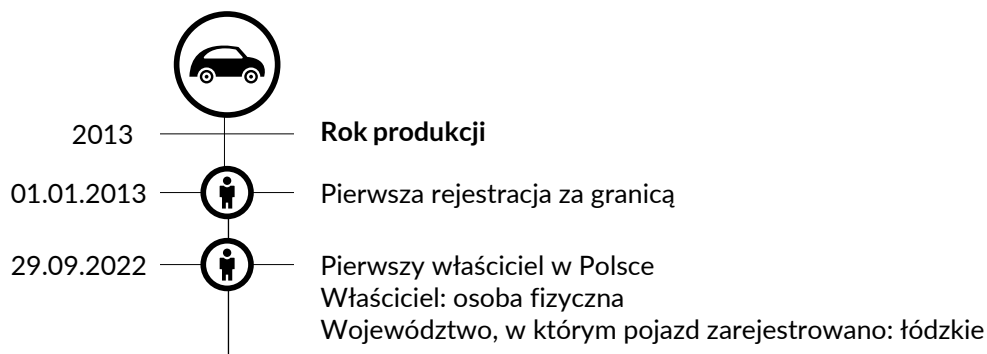 2013 Rok produkcji
01.01.2013 Pierwsza rejestracja za granicą
29.09.2022 Pierwszy właściciel w Polsce
Właściciel: osoba fizyczna
Województwo, w którym pojazd zarejestrowano: łódzkie